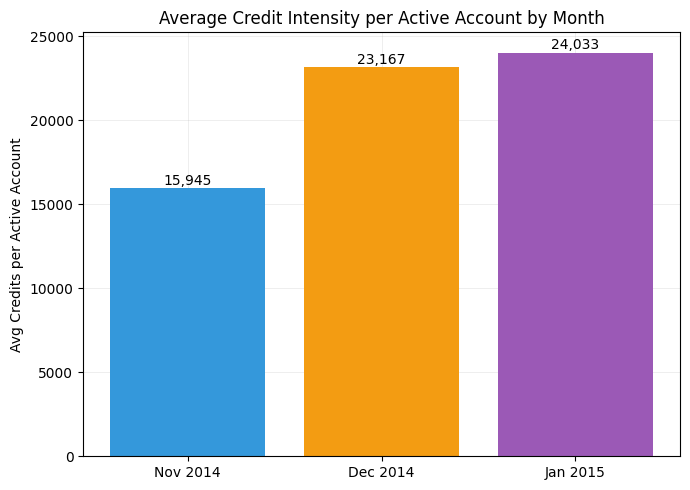 Average Credit Intensity per Active Account by Month
Avg Credits per Active Account
25000
20000
15000
10000
5000
0
15,945
23,167
24,033
Nov 2014
Dec 2014
Jan 2015